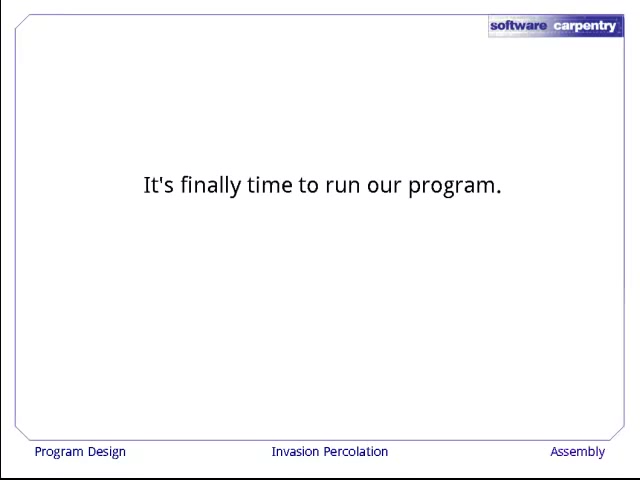 software carpentry
It's finally time to run our program.
Program Design Invasion Percolation Assembly